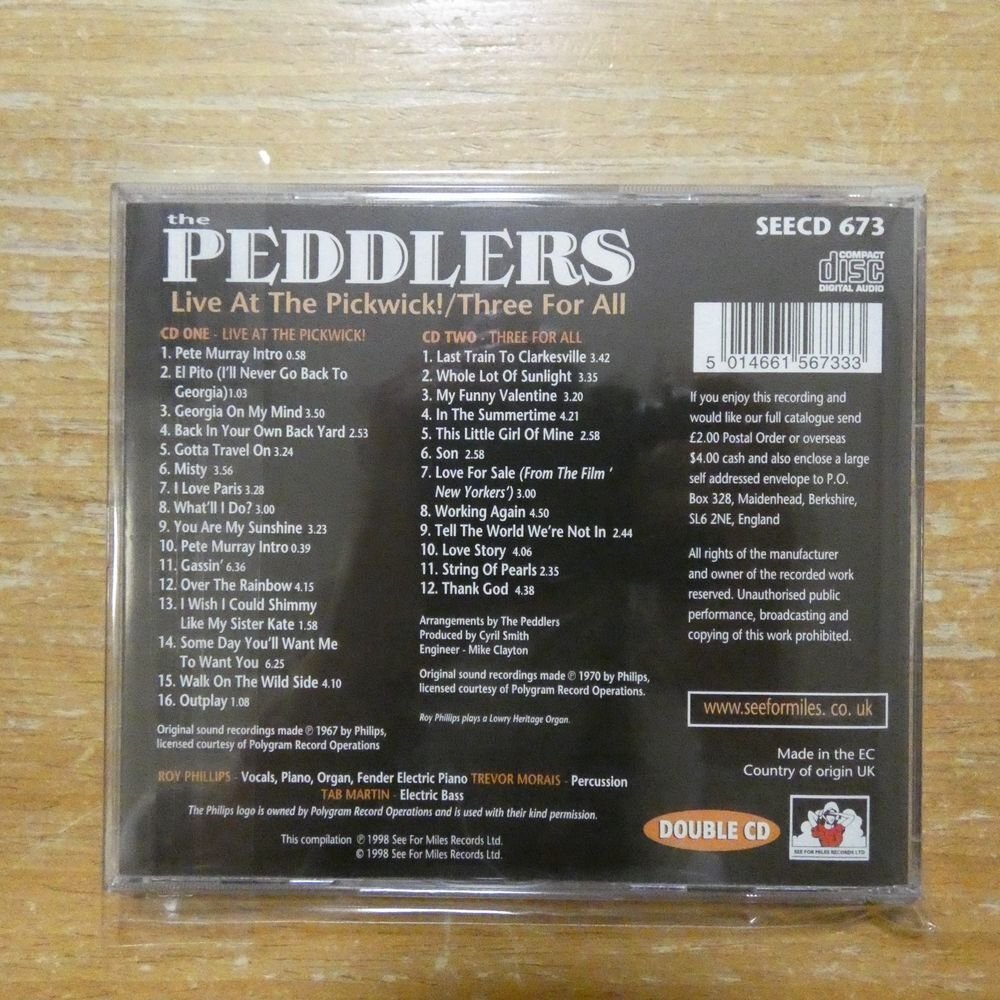 the
PEDDLERS
Live At The Pickwick!/Three For All
SEECD 673
COMPACT
disc
DIGITAL AUDIO
CD ONE - LIVE AT THE PICKWICK!
1. Pete Murray Intro 0.58
2. El Pito (I'll Never Go Back To
Georgia)1.03
3. Georgia On My Mind 3.50
4. Back In Your Own Back Yard 2.53
5. Gotta Travel On 3.24
6. Misty 3.56
7. I Love Paris 3.28
8. What'll I Do? 3.00
9. You Are My Sunshine 3.23
10. Pete Murray Intro 0.39
11. Gassin' 6.36
12. Over The Rainbow 4.15
13. I Wish I Could Shimmy
Like My Sister Kate 1.58
14. Some Day You'll Want Me
To Want You 6.25
15. Walk On The Wild Side 4.10
16. Outplay 1.08
Original sound recordings made ℗ 1967 by Philips,
licensed courtesy of Polygram Record Operations
CD TWO - THREE FOR ALL
1. Last Train To Clarkesville 3.42
2. Whole Lot Of Sunlight 3.35
3. My Funny Valentine 3.20
4. In The Summertime 4.21
5. This Little Girl Of Mine 2.58
6. Son 2.58
7. Love For Sale (From The Film '
New Yorkers') 3.00
8. Working Again 4.50
9. Tell The World We're Not In 2.44
10. Love Story 4.06
11. String Of Pearls 2.35
12. Thank God 4.38
Arrangements by The Peddlers
Produced by Cyril Smith
Engineer - Mike Clayton
Original sound recordings made ℗ 1970 by Philips,
licensed courtesy of Polygram Record Operations.
Roy Phillips plays a Lowry Heritage Organ.
5 014661 567333
If you enjoy this recording and
would like our full catalogue send
£2.00 Postal Order or overseas
$4.00 cash and also enclose a large
self addressed envelope to P.O.
Box 328, Maidenhead, Berkshire,
SL6 2NE, England
All rights of the manufacturer
and owner of the recorded work
reserved. Unauthorised public
performance, broadcasting and
copying of this work prohibited.
www.seeformiles. co. uk
Made in the EC
Country of origin UK
ROY PHILLIPS - Vocals, Piano, Organ, Fender Electric Piano TREVOR MORAIS - Percussion
TAB MARTIN - Electric Bass
The Philips logo is owned by Polygram Record Operations and is used with their kind permission.
This compilation ℗ 1998 See For Miles Records Ltd.
© 1998 See For Miles Records Ltd.
DOUBLE CD
SEE FOR MILES RECORDS LTD